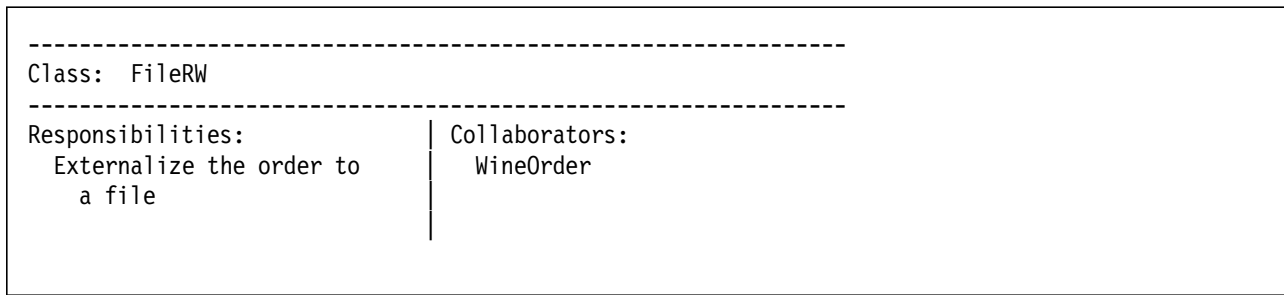 ----------------------------------------------------------------
Class:  FileRW
----------------------------------------------------------------
Responsibilities:               | Collaborators:
  Externalize the order to      |   WineOrder
    a file                      |
                                |